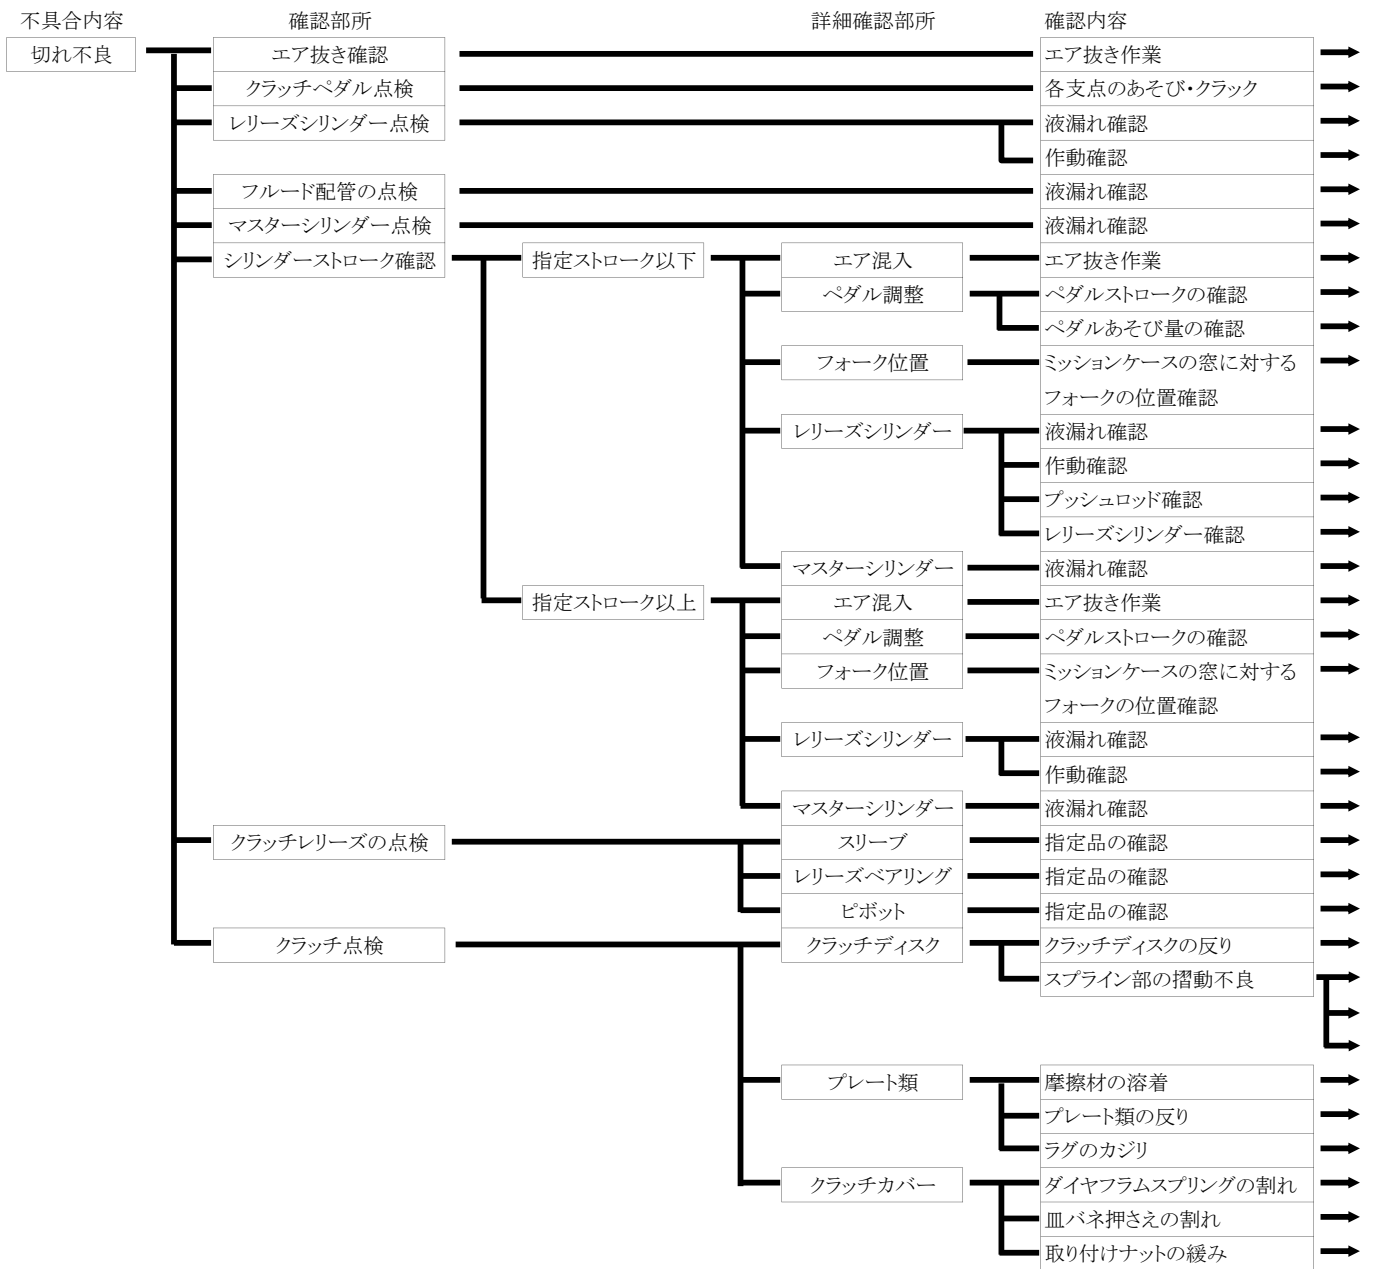 不具合内容 確認部所 詳細確認部所 確認内容
切れ不良 エア抜き確認 エア抜き作業
クラッチペダル点検 各支点のあそび・クラック
レリーズシリンダー点検 液漏れ確認
作動確認
フルード配管の点検 液漏れ確認
マスターシリンダー点検 液漏れ確認
シリンダーストローク確認 指定ストローク以下 エア混入 エア抜き作業
ペダル調整 ペダルストロークの確認
ペダルあそび量の確認
フォーク位置 ミッションケースの窓に対する
フォークの位置確認
レリーズシリンダー 液漏れ確認
作動確認
プッシュロッド確認
レリーズシリンダー確認
マスターシリンダー 液漏れ確認
指定ストローク以上 エア混入 エア抜き作業
ペダル調整 ペダルストロークの確認
フォーク位置 ミッションケースの窓に対する
フォークの位置確認
レリーズシリンダー 液漏れ確認
作動確認
マスターシリンダー 液漏れ確認
クラッチレリーズの点検 スリーブ 指定品の確認
レリーズベアリング 指定品の確認
ピボット 指定品の確認
クラッチ点検 クラッチディスク クラッチディスクの反り
スプライン部の摺動不良
プレート類 摩擦材の溶着
プレート類の反り
ラグのカジリ
クラッチカバー ダイヤフラムスプリングの割れ
皿バネ押さえの割れ
取り付けナットの緩み